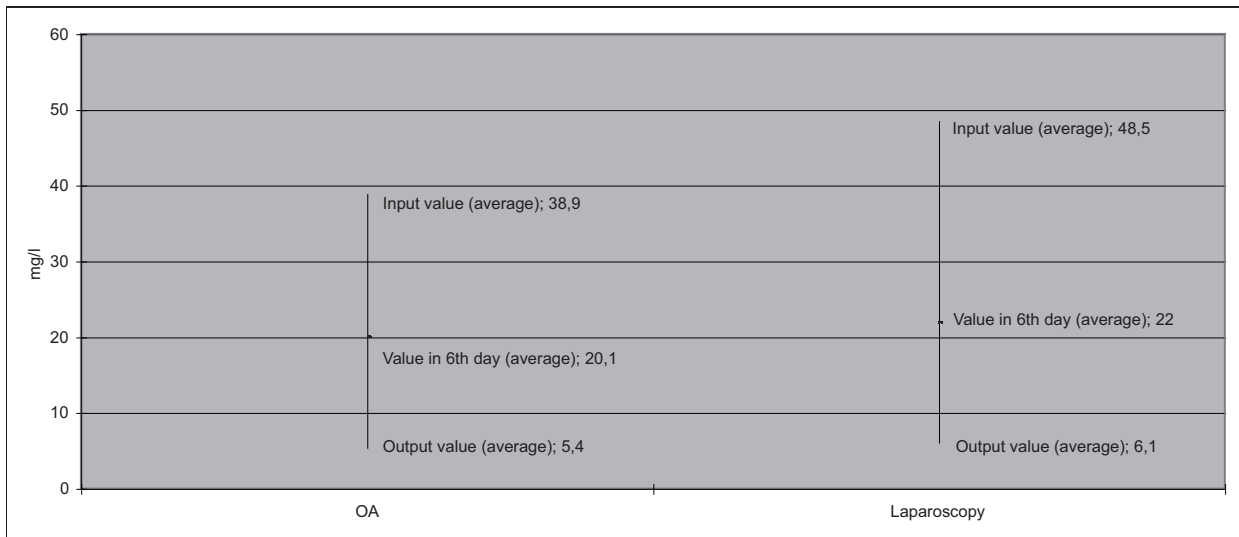 60
50
Input value (average); 48,5
40
Input value (average); 38,9
mg/l
30
Value in 6th day (average); 22
20
Value in 6th day (average); 20,1
10
Output value (average); 5,4
Output value (average); 6,1
0
OA
Laparoscopy